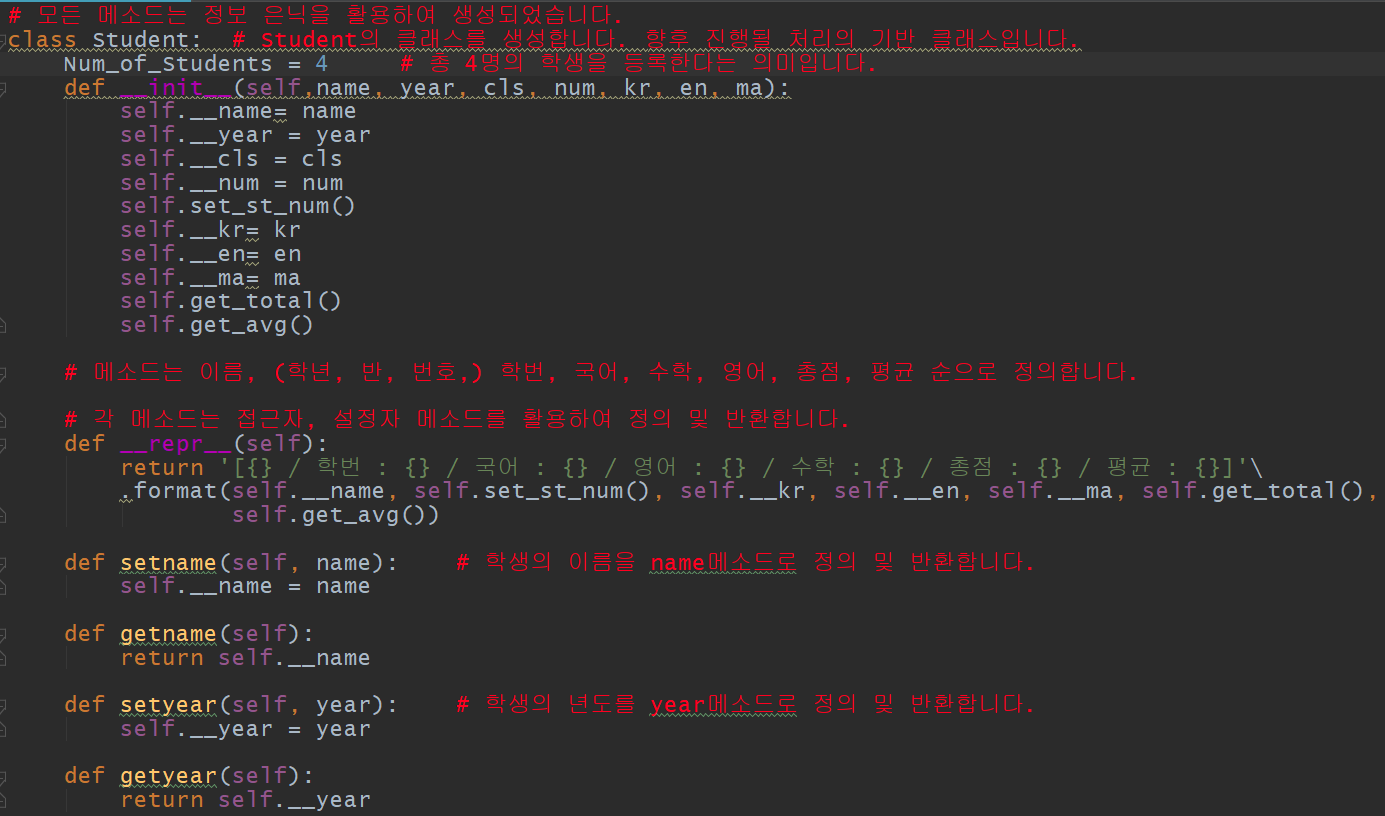 # 모든 메소드는 정보 은닉을 활용하여 생성되었습니다.
class Student:  # Student의 클래스를 생성합니다. 향후 진행될 처리의 기반 클래스입니다.
    Num_of_Students = 4     # 총 4명의 학생을 등록한다는 의미입니다.
    def __init__(self,name, year, cls, num, kr, en, ma):
        self.__name= name
        self.__year = year
        self.__cls = cls
        self.__num = num
        self.set_st_num()
        self.__kr= kr
        self.__en= en
        self.__ma= ma
        self.get_total()
        self.get_avg()
    # 메소드는 이름, (학년, 반, 번호,) 학번, 국어, 수학, 영어, 총점, 평균 순으로 정의합니다.
    # 각 메소드는 접근자, 설정자 메소드를 활용하여 정의 및 반환합니다.
    def __repr__(self):
        return '[{} / 학번 : {} / 국어 : {} / 영어 : {} / 수학 : {} / 총점 : {} / 평균 : {}]'\
        .format(self.__name, self.set_st_num(), self.__kr, self.__en, self.__ma, self.get_total(),
                self.get_avg())
    def setname(self, name):    # 학생의 이름을 name메소드로 정의 및 반환합니다.
        self.__name = name
    def getname(self):
        return self.__name
    def setyear(self, year):    # 학생의 년도를 year메소드로 정의 및 반환합니다.
        self.__year = year
    def getyear(self):
        return self.__year